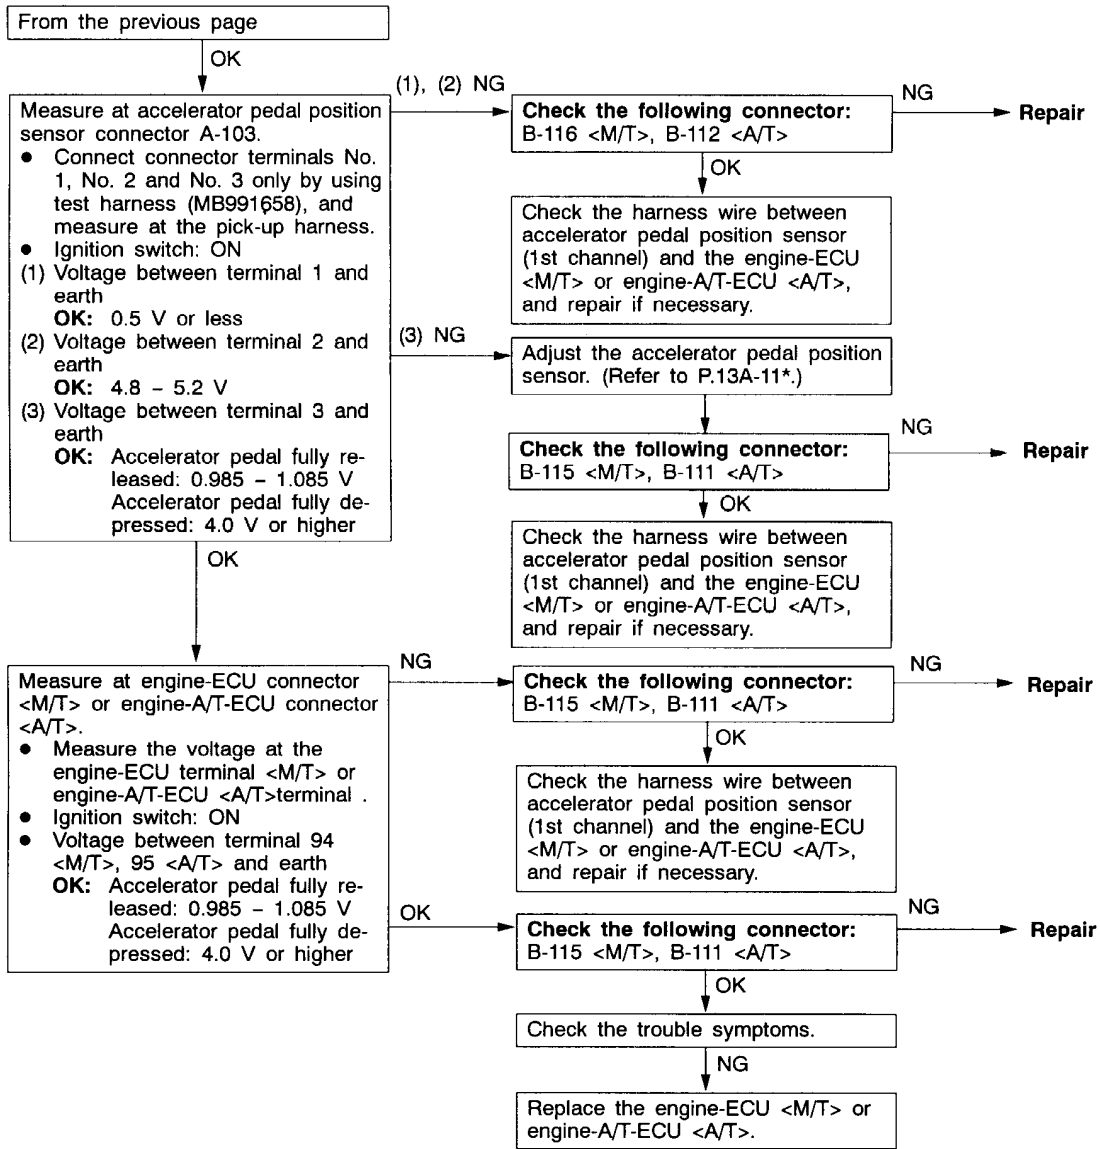 From the previous page
OK
Measure at accelerator pedal position
sensor connector A-103.
● Connect connector terminals No.
1, No. 2 and No. 3 only by using
test harness (MB991658), and
measure at the pick-up harness.
● Ignition switch: ON
(1) Voltage between terminal 1 and
earth
OK: 0.5 V or less
(2) Voltage between terminal 2 and
earth
OK: 4.8 – 5.2 V
(3) Voltage between terminal 3 and
earth
OK: Accelerator pedal fully re-
leased: 0.985 – 1.085 V
Accelerator pedal fully de-
pressed: 4.0 V or higher
(1), (2) NG
Check the following connector:
B-116 <M/T>, B-112 <A/T>
NG
Repair
OK
Check the harness wire between
accelerator pedal position sensor
(1st channel) and the engine-ECU
<M/T> or engine-A/T-ECU <A/T>,
and repair if necessary.
(3) NG
Adjust the accelerator pedal position
sensor. (Refer to P.13A-11*.)
Check the following connector:
B-115 <M/T>, B-111 <A/T>
NG
Repair
OK
Check the harness wire between
accelerator pedal position sensor
(1st channel) and the engine-ECU
<M/T> or engine-A/T-ECU <A/T>,
and repair if necessary.
OK
Measure at engine-ECU connector
<M/T> or engine-A/T-ECU connector
<A/T>.
● Measure the voltage at the
engine-ECU terminal <M/T> or
engine-A/T-ECU <A/T>terminal .
● Ignition switch: ON
● Voltage between terminal 94
<M/T>, 95 <A/T> and earth
OK: Accelerator pedal fully re-
leased: 0.985 – 1.085 V
Accelerator pedal fully de-
pressed: 4.0 V or higher
NG
Check the following connector:
B-115 <M/T>, B-111 <A/T>
NG
Repair
OK
Check the harness wire between
accelerator pedal position sensor
(1st channel) and the engine-ECU
<M/T> or engine-A/T-ECU <A/T>,
and repair if necessary.
OK
Check the following connector:
B-115 <M/T>, B-111 <A/T>
NG
Repair
OK
Check the trouble symptoms.
NG
Replace the engine-ECU <M/T> or
engine-A/T-ECU <A/T>.